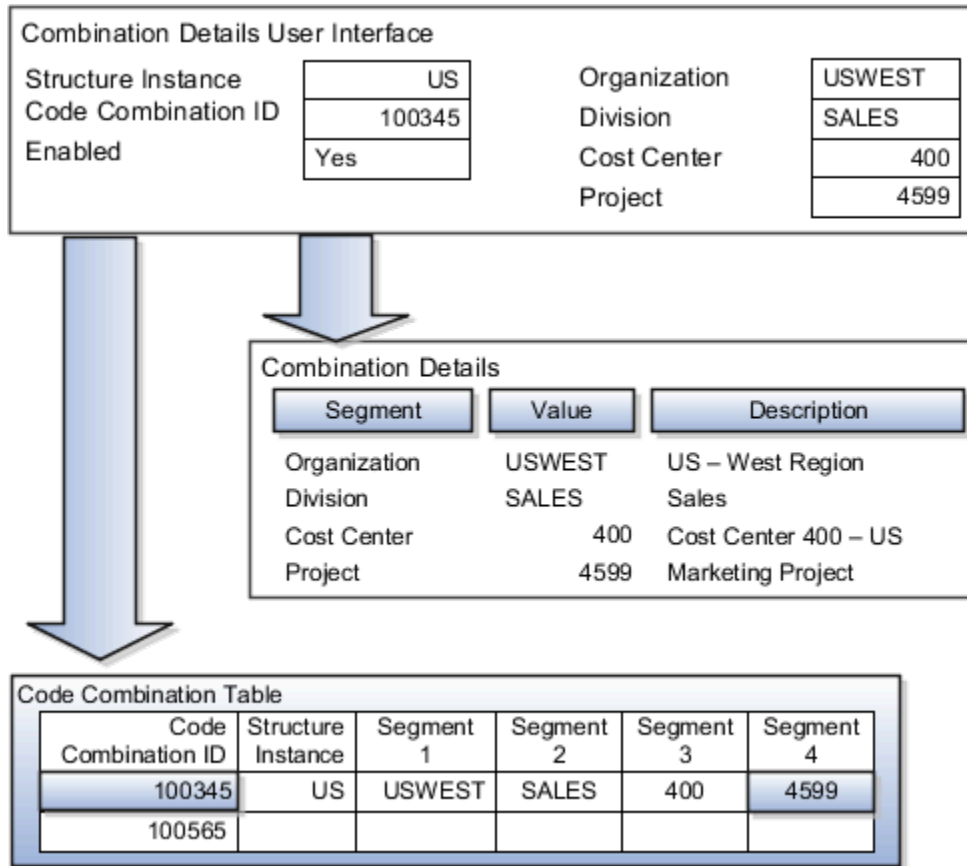 Combination Details User Interface
Structure Instance US Organization USWEST
Code Combination ID 100345 Division SALES
Enabled Yes Cost Center 400
Project 4599
Combination Details
Segment Value Description
Organization USWEST US – West Region
Division SALES Sales
Cost Center 400 Cost Center 400 – US
Project 4599 Marketing Project
Code Combination Table
Code Structure Segment Segment Segment Segment
Combination ID Instance 1 2 3 4
100345 US USWEST SALES 400 4599
100565